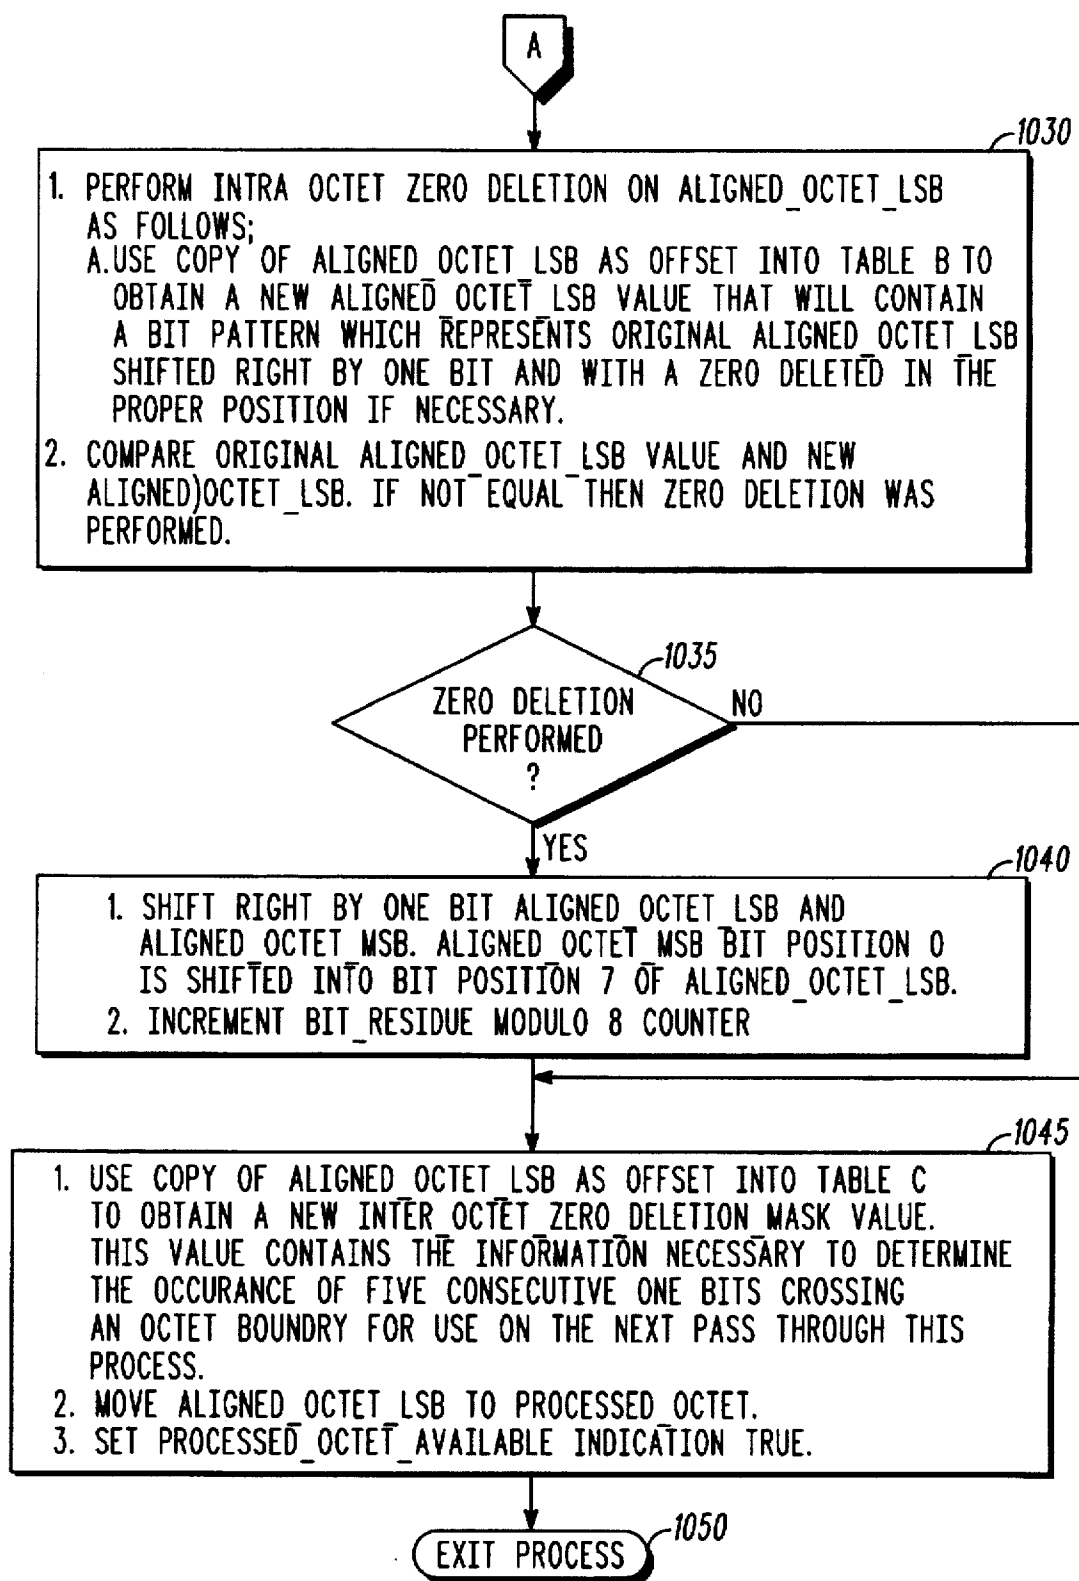 A
1030
1. PERFORM INTRA OCTET ZERO DELETION ON ALIGNED_OCTET_LSB
AS FOLLOWS;
A.USE COPY OF ALIGNED_OCTET_LSB AS OFFSET INTO TABLE B TO
OBTAIN A NEW ALIGNED_OCTET_LSB VALUE THAT WILL CONTAIN
A BIT PATTERN WHICH REPRESENTS ORIGINAL ALIGNED_OCTET_LSB
SHIFTED RIGHT BY ONE BIT AND WITH A ZERO DELETED IN THE
PROPER POSITION IF NECESSARY.
2. COMPARE ORIGINAL ALIGNED_OCTET_LSB VALUE AND NEW
ALIGNED)OCTET_LSB. IF NOT EQUAL THEN ZERO DELETION WAS
PERFORMED.
1035
ZERO DELETION
PERFORMED
?
NO
YES
1040
1. SHIFT RIGHT BY ONE BIT ALIGNED_OCTET_LSB AND
ALIGNED_OCTET_MSB. ALIGNED_OCTET_MSB BIT POSITION 0
IS SHIFTED INTO BIT POSITION 7 OF ALIGNED_OCTET_LSB.
2. INCREMENT BIT_RESIDUE MODULO 8 COUNTER
1045
1. USE COPY OF ALIGNED_OCTET_LSB AS OFFSET INTO TABLE C
TO OBTAIN A NEW INTER_OCTET_ZERO_DELETION_MASK VALUE.
THIS VALUE CONTAINS THE INFORMATION NECESSARY TO DETERMINE
THE OCCURANCE OF FIVE CONSECUTIVE ONE BITS CROSSING
AN OCTET BOUNDRY FOR USE ON THE NEXT PASS THROUGH THIS
PROCESS.
2. MOVE ALIGNED_OCTET_LSB TO PROCESSED_OCTET.
3. SET PROCESSED_OCTET_AVAILABLE INDICATION TRUE.
1050
EXIT PROCESS